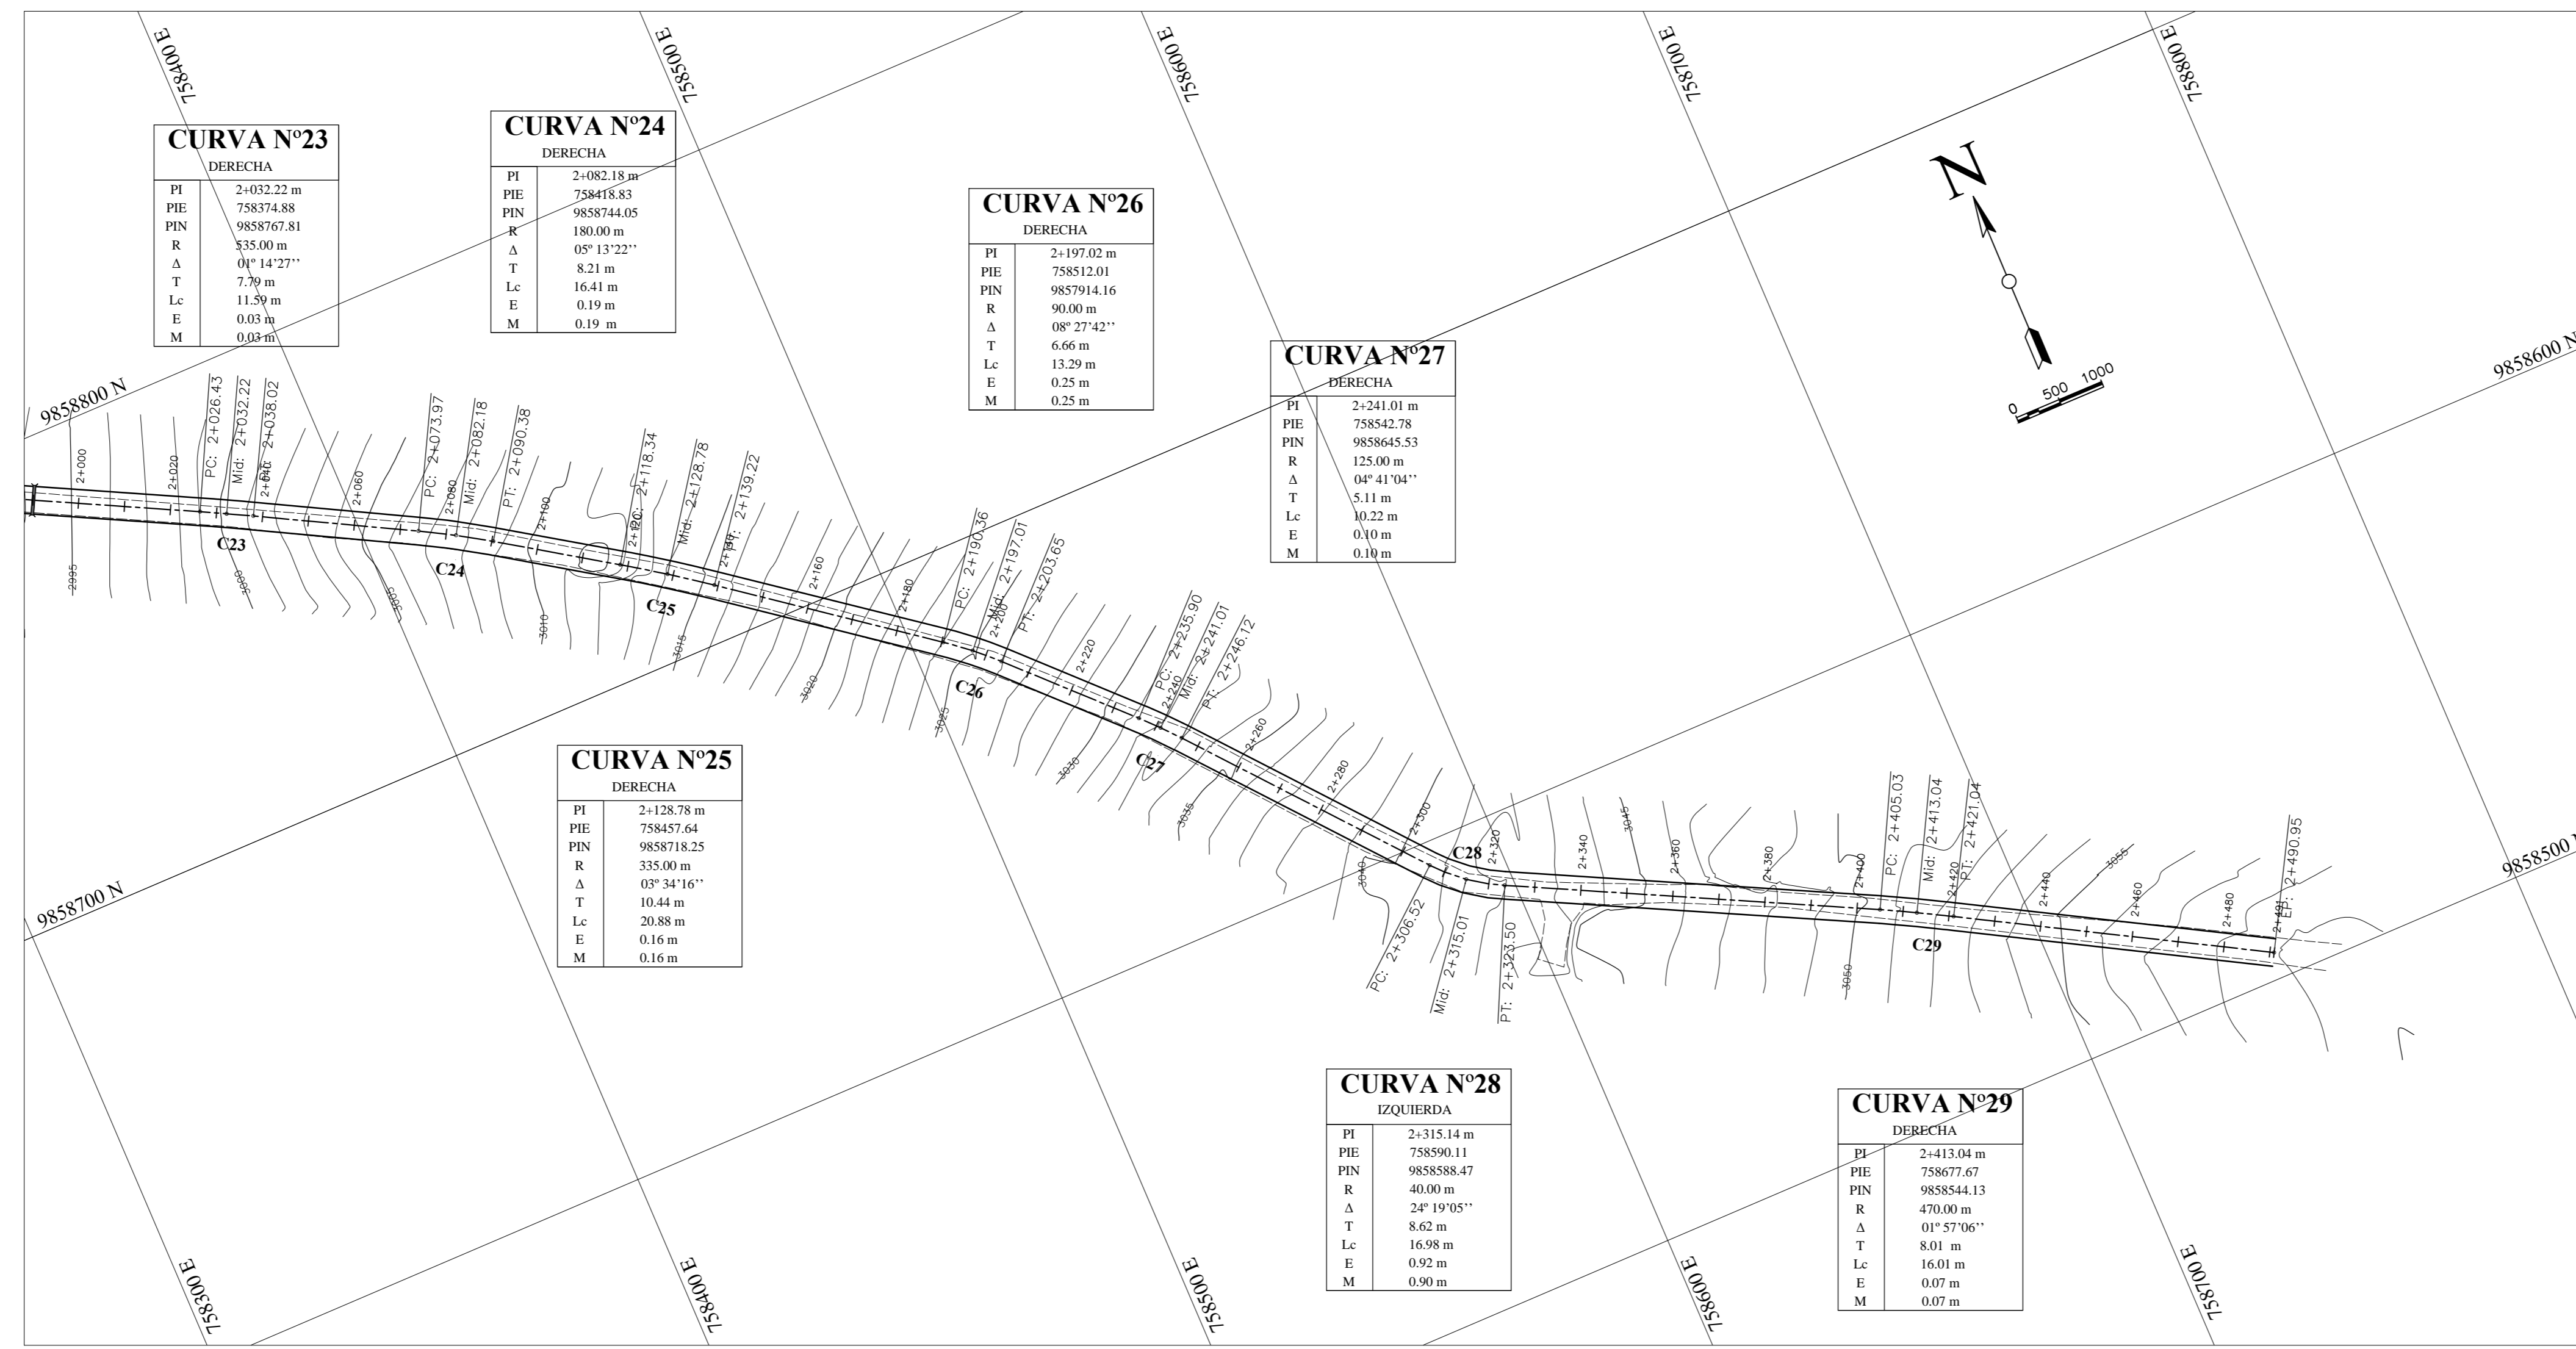 758400 E
758500 E
758600 E
758700 E
758800 E
CURVA Nº23
DERECHA
PI 2+032.22 m
PIE 758374.88
PIN 9858767.81
R 535.00 m
Δ 01º 14’27’’
T 7.79 m
Lc 11.59 m
E 0.03 m
M 0.03 m
CURVA Nº24
DERECHA
PI 2+082.18 m
PIE 758418.83
PIN 9858744.05
R 180.00 m
Δ 05º 13’22’’
T 8.21 m
Lc 16.41 m
E 0.19 m
M 0.19 m
CURVA Nº26
DERECHA
PI 2+197.02 m
PIE 758512.01
PIN 9857914.16
R 90.00 m
Δ 08º 27’42’’
T 6.66 m
Lc 13.29 m
E 0.25 m
M 0.25 m
CURVA Nº27
DERECHA
PI 2+241.01 m
PIE 758542.78
PIN 9858645.53
R 125.00 m
Δ 04º 41’04’’
T 5.11 m
Lc 10.22 m
E 0.10 m
M 0.10 m
N
0 500 1000
9858600 N
9858800 N
2+000
2+020
PC: 2+026.43
Mid: 2+032.22
PT: 2+038.02
2+040
2+060
PC: 2+073.97
2+080
Mid: 2+082.18
PT: 2+090.38
2+100
PC: 2+118.34
2+120
Mid: 2+128.78
PT: 2+139.22
2+160
2+180
PC: 2+190.36
Mid: 2+197.01
2+200
PT: 2+203.65
2+220
PC: 2+235.90
2+240
Mid: 2+241.01
PT: 2+246.12
2+260
2+280
2+300
PC: 2+306.52
Mid: 2+315.01
2+320
PT: 2+323.50
2+340
2+360
2+380
2+400
PC: 2+405.03
Mid: 2+413.04
2+420
PT: 2+421.04
2+440
2+460
2+480
2+491
EP: 2+490.95
C23
C24
C25
C26
C27
C28
C29
2995
3000
3005
3010
3015
3020
3025
3030
3035
3040
3045
3050
3055
9858700 N
9858500 N
CURVA Nº25
DERECHA
PI 2+128.78 m
PIE 758457.64
PIN 9858718.25
R 335.00 m
Δ 03º 34’16’’
T 10.44 m
Lc 20.88 m
E 0.16 m
M 0.16 m
CURVA Nº28
IZQUIERDA
PI 2+315.14 m
PIE 758590.11
PIN 9858588.47
R 40.00 m
Δ 24º 19’05’’
T 8.62 m
Lc 16.98 m
E 0.92 m
M 0.90 m
CURVA Nº29
DERECHA
PI 2+413.04 m
PIE 758677.67
PIN 9858544.13
R 470.00 m
Δ 01º 57’06’’
T 8.01 m
Lc 16.01 m
E 0.07 m
M 0.07 m
758300 E
758400 E
758500 E
758600 E
758700 E